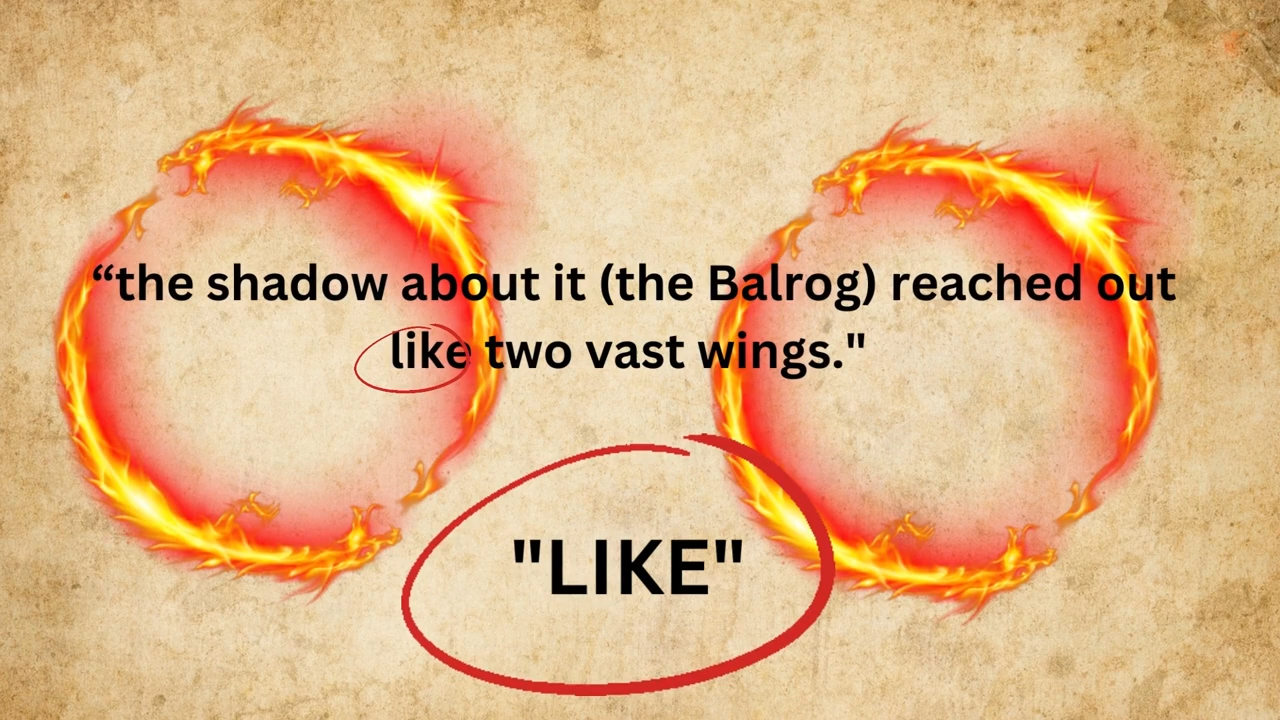 “the shadow about it (the Balrog) reached out
like two vast wings."
"LIKE"